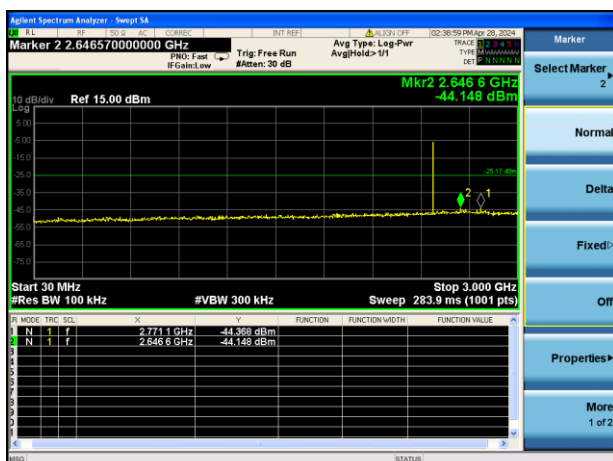 Agilent Spectrum Analyzer - Swept SA
RL RF 50 Ω AC CORREC INT REF ALIGN OFF 02:38:59 PM Apr 28, 2024
Marker 2 2.646570000000 GHz
PNO: Fast Trig: Free Run
IFGain:Low #Atten: 30 dB
Avg Type: Log-Pwr
Avg|Hold:>1/1
TRACE 1 2 3 4 5 6
TYPE M W W W W W
DET P N N N N N
Marker
Select Marker
2
Normal
Delta
Fixed
Off
Properties
More
1 of 2
Mkr2 2.646 6 GHz
-44.148 dBm
10 dB/div Ref 15.00 dBm
Log
5.00
-5.00
-15.0
-25.0
-25.17 dBm
-35.0
-45.0
-55.0
-65.0
-75.0
2
1
Start 30 MHz Stop 3.000 GHz
#Res BW 100 kHz #VBW 300 kHz Sweep 283.9 ms (1001 pts)
MODE TRC SCL X Y FUNCTION FUNCTION WIDTH FUNCTION VALUE
1 N 1 f 2.771 1 GHz -44.368 dBm
2 N 1 f 2.646 6 GHz -44.148 dBm
3
4
5
6
7
8
9
MSG STATUS